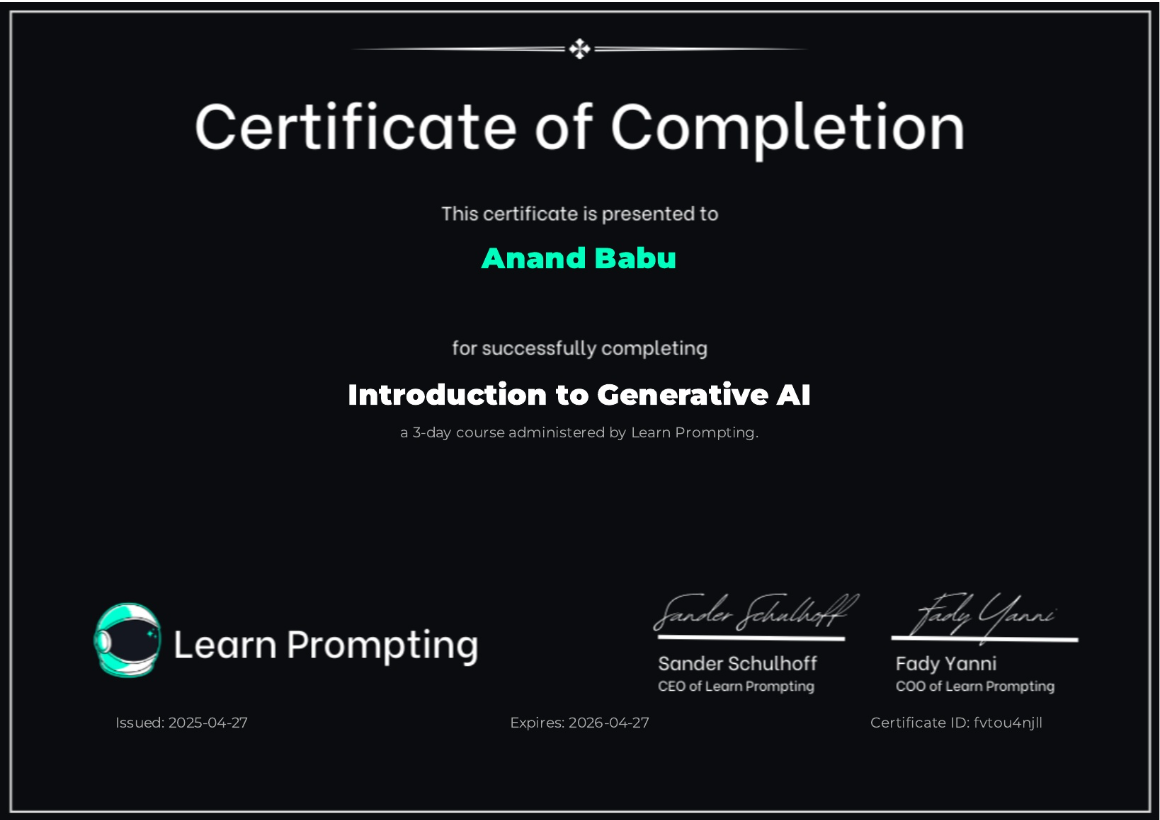 Certificate of Completion
This certificate is presented to
Anand Babu
for successfully completing
Introduction to Generative AI
a 3-day course administered by Learn Prompting.
Learn Prompting
Sander Schulhoff
Fady Yanni
Sander Schulhoff
Fady Yanni
CEO of Learn Prompting
COO of Learn Prompting
Issued: 2025-04-27
Expires: 2026-04-27
Certificate ID: fvtou4njll